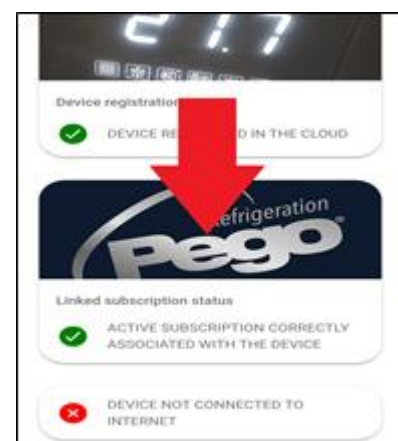 21.7
Device registration
DEVICE RE D IN THE CLOUD
Refrigeration
Pego
Linked subscription status
ACTIVE SUBSCRIPTION CORRECTLY
ASSOCIATED WITH THE DEVICE
DEVICE NOT CONNECTED TO
INTERNET